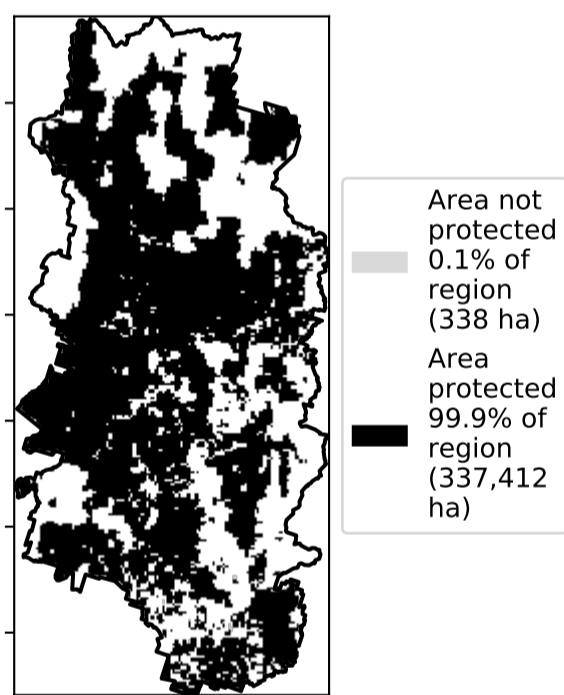 Area not
protected
0.1% of
region
(338 ha)
Area
protected
99.9% of
region
(337,412
ha)